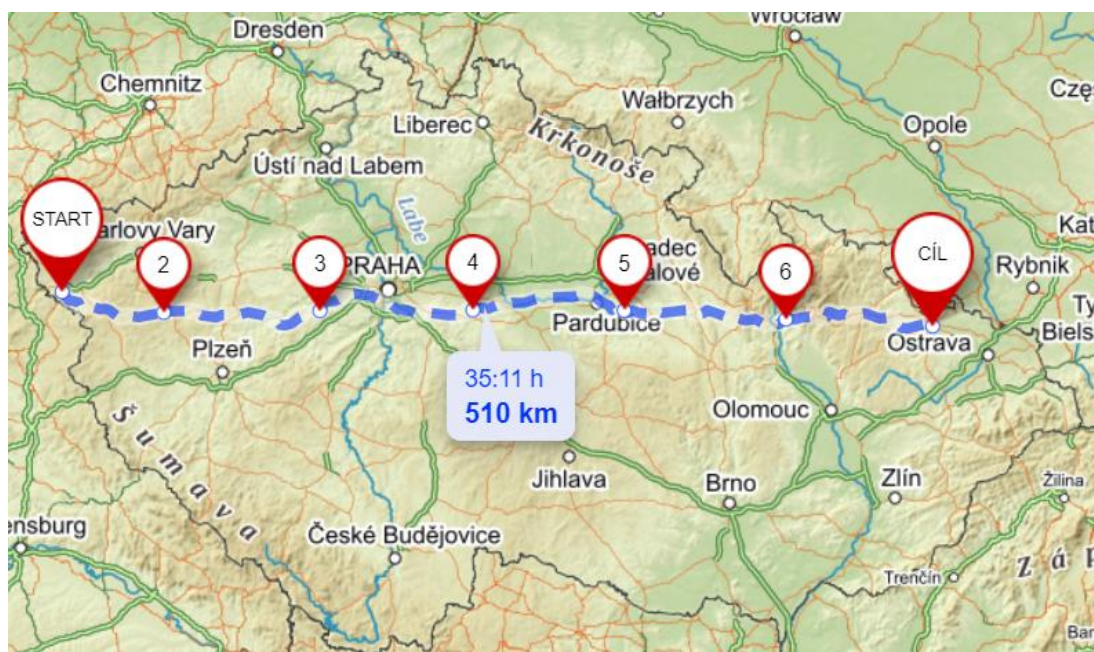 Wrocław
Dresden
Chemnitz
Częs
Wałbrzych
Liberec
Opole
Krkonoše
Ústí nad Labem
Labe
START
arlovy Vary
CÍL
Kat
2
3
PRAHA
4
5
adec
alové
6
Rybnik
Ty
Pardubice
Ostrava
Biels
Plzeň
35:11 h
510 km
Šumava
Olomouc
Jihlava
Brno
Zlín
Žilina
ensburg
České Budějovice
Trenčín
Záp
Ban